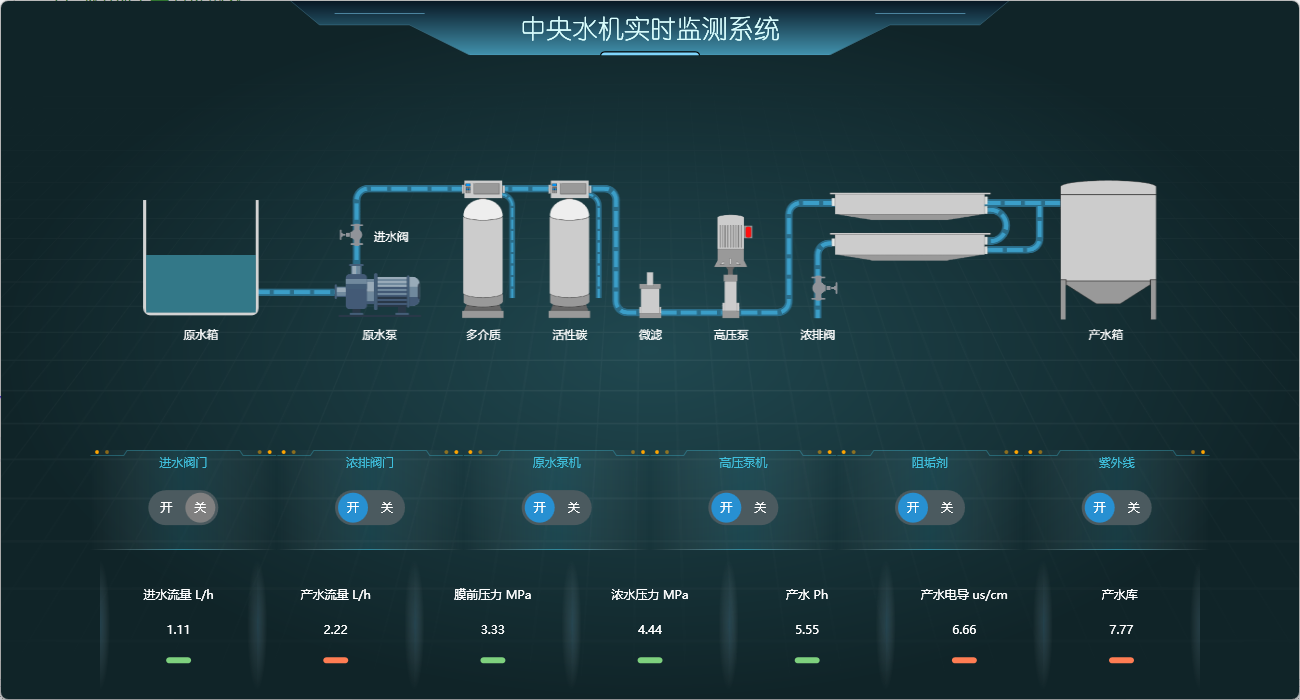 中央水机实时监测系统
进水阀
原水箱
原水泵
多介质
活性碳
微滤
高压泵
浓排阀
产水箱
进水阀门
浓排阀门
原水泵机
高压泵机
阻垢剂
紫外线
开 关
开 关
开 关
开 关
开 关
开 关
进水流量 L/h
产水流量 L/h
膜前压力 MPa
浓水压力 MPa
产水 Ph
产水电导 us/cm
产水库
1.11
2.22
3.33
4.44
5.55
6.66
7.77